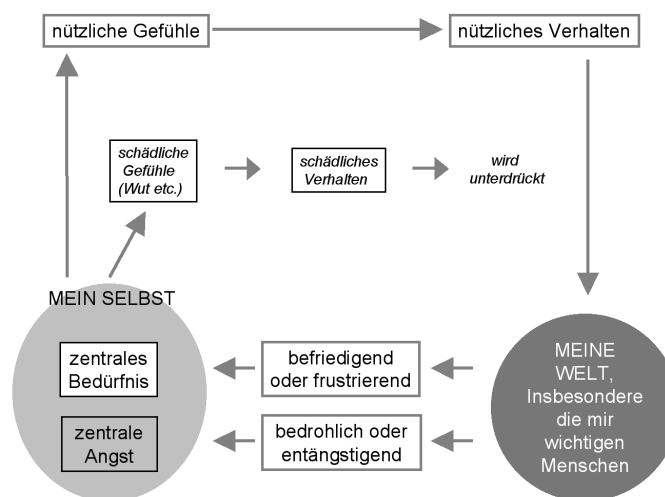 nützliche Gefühle
nützliches Verhalten
schädliche
Gefühle
(Wut etc.)
schädliches
Verhalten
wird
unterdrückt
MEIN SELBST
zentrales
Bedürfnis
befriedigend
oder frustrierend
zentrale
Angst
bedrohlich oder
entängstigend
MEINE
WELT,
Insbesondere
die mir
wichtigen
Menschen